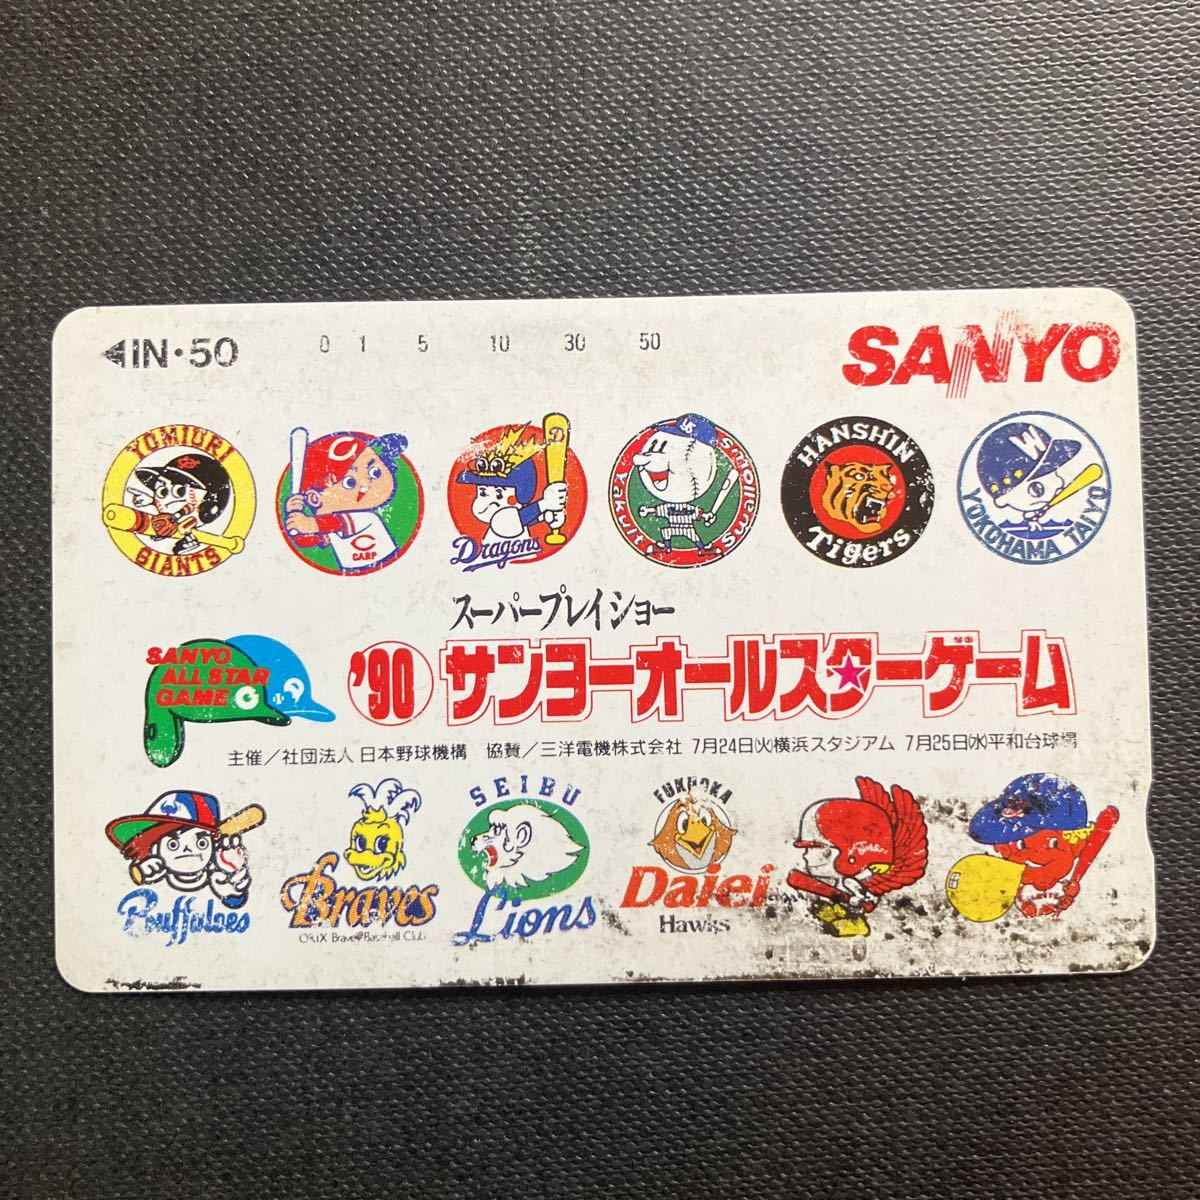 ◀IN・50
0 1 5 10 30 50
SANYO
YOMIURI
GIANTS
C
C
CARP
D
Dragons
Yakult
Swallows
HANSHIN
Tigers
W
YOKOHAMA TAIYO
スーパープレイショー
SANYO
ALL STAR
GAME
'90 サンヨーオールスターゲーム
主催／社団法人 日本野球機構 協賛／三洋電機株式会社 7月24日(火)横浜スタジアム 7月25日(水)平和台球場
Buffaloes
Braves
ORIX Braves Baseball Club
SEIBU
Lions
FUKUOKA
Daiei
Hawks
Fighters